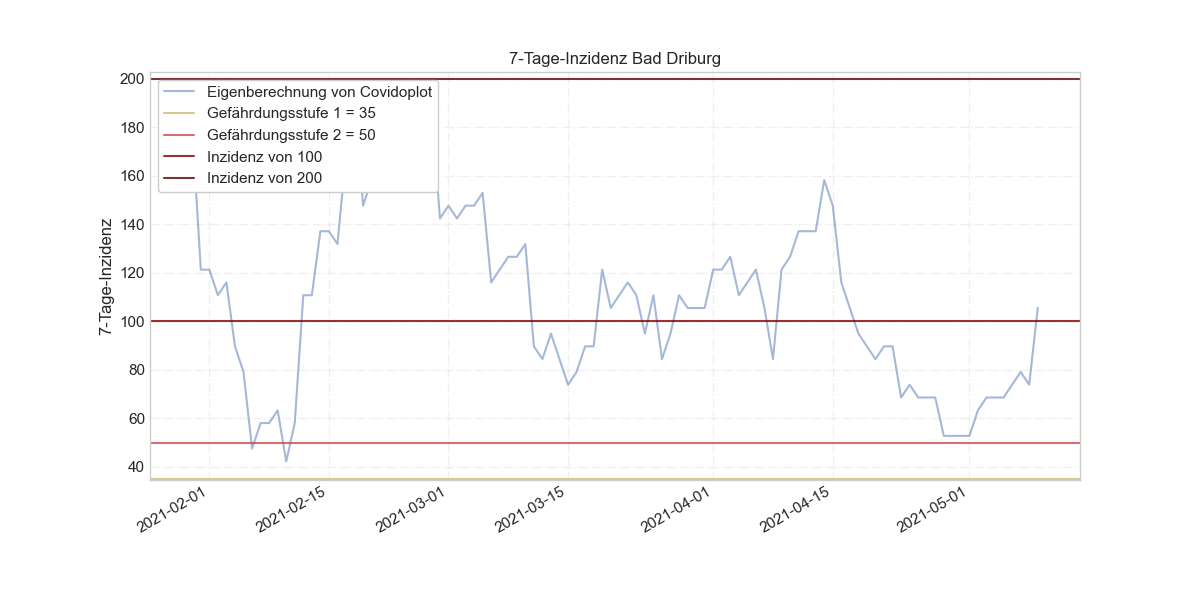 7-Tage-Inzidenz Bad Driburg
7-Tage-Inzidenz
200
180
160
140
120
100
80
60
40
Eigenberechnung von Covidoplot
Gefährdungsstufe 1 = 35
Gefährdungsstufe 2 = 50
Inzidenz von 100
Inzidenz von 200
2021-02-01
2021-02-15
2021-03-01
2021-03-15
2021-04-01
2021-04-15
2021-05-01